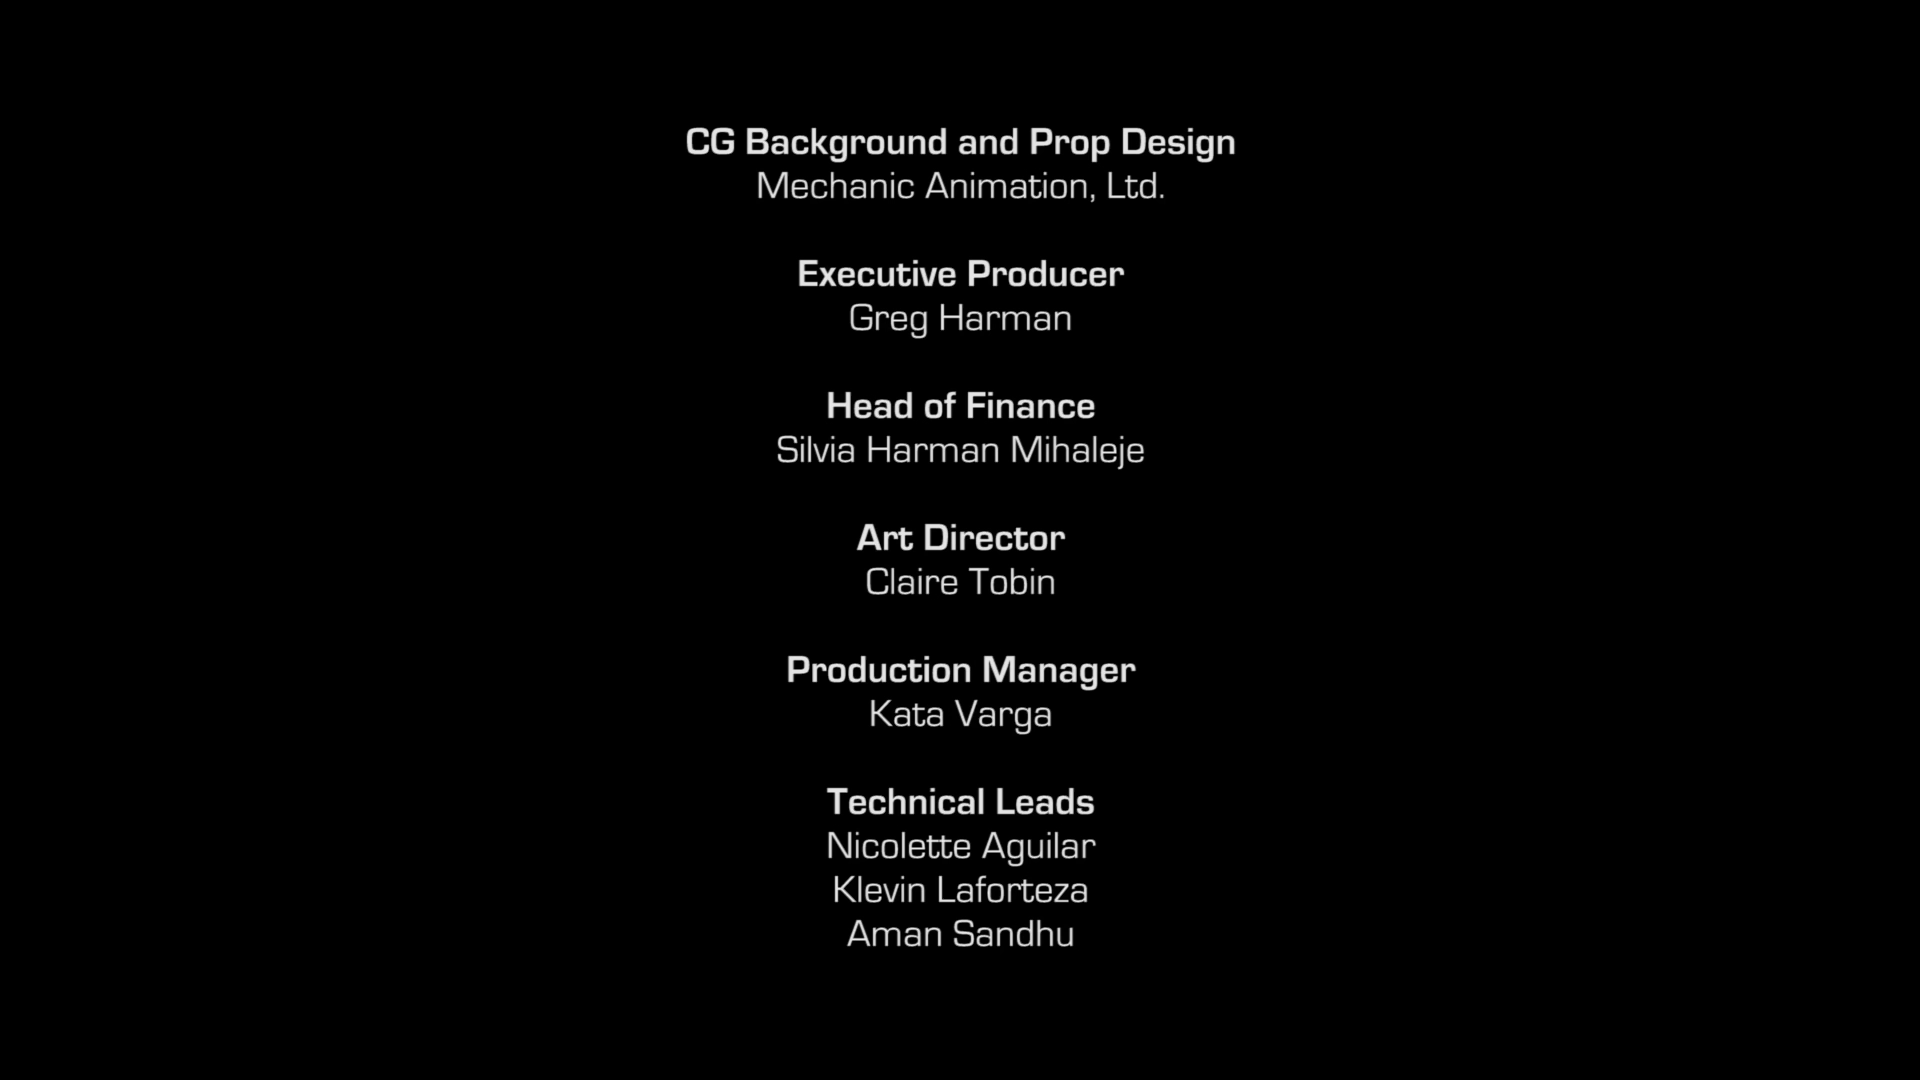 CG Background and Prop Design
Mechanic Animation, Ltd.
Executive Producer
Greg Harman
Head of Finance
Silvia Harman Mihaleje
Art Director
Claire Tobin
Production Manager
Kata Varga
Technical Leads
Nicolette Aguilar
Klevin Laforteza
Aman Sandhu